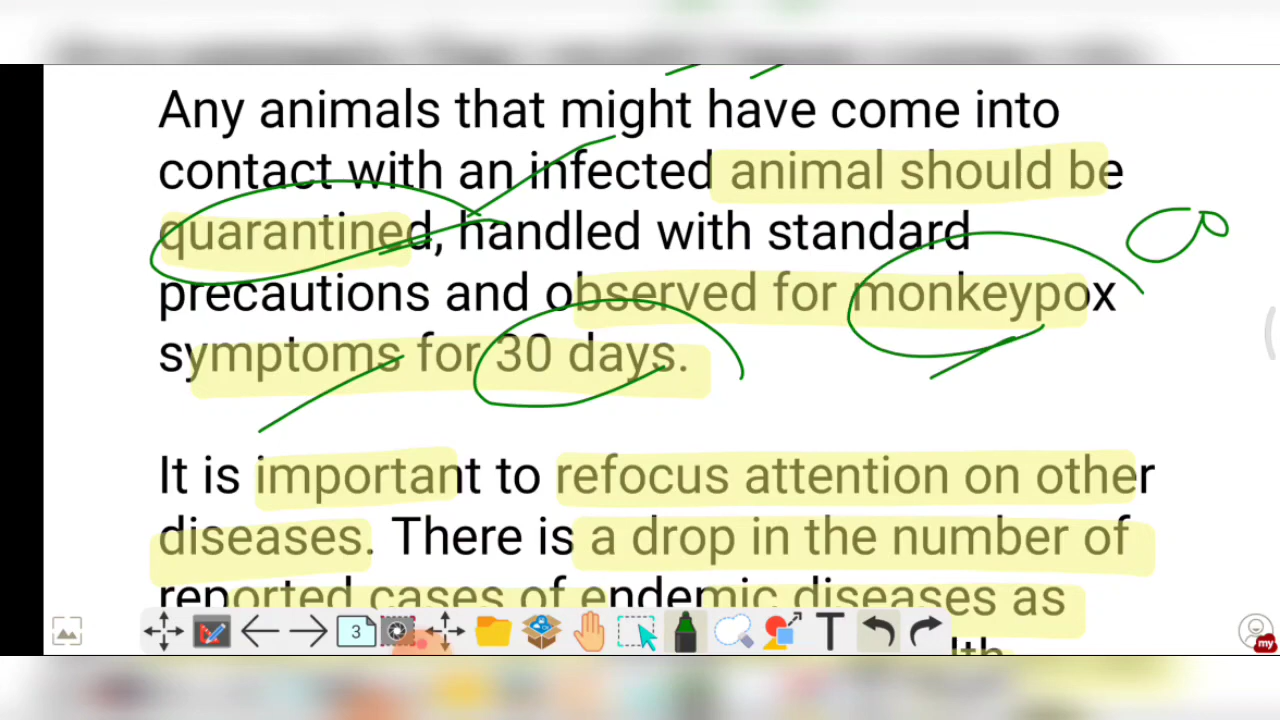 Any animals that might have come into
contact with an infected animal should be
quarantined, handled with standard
precautions and observed for monkeypox
symptoms for 30 days.
It is important to refocus attention on other
diseases. There is a drop in the number of
reported cases of endemic diseases as
3
T
my